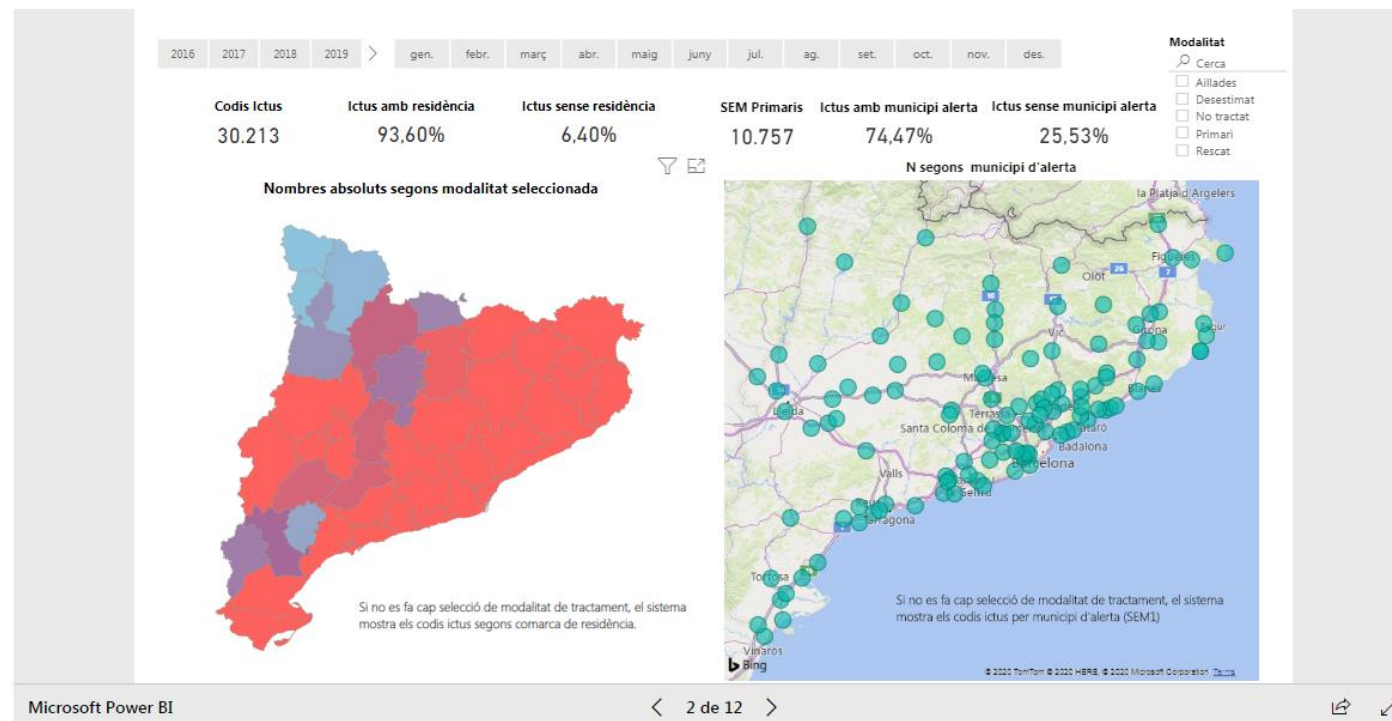 2016 2017 2018 2019 gen. febr. març abr. maig juny jul. ag. set. oct. nov. des.
Modalitat
Cerca
Aïllades
Desestimat
No tractat
Primari
Rescat
Codis Ictus
30.213
Ictus amb residència
93,60%
Ictus sense residència
6,40%
SEM Primaris
10.757
Ictus amb municipi alerta
74,47%
Ictus sense municipi alerta
25,53%
Nombres absoluts segons modalitat seleccionada
Si no es fa cap selecció de modalitat de tractament, el sistema
mostra els codis ictus segons comarca de residència.
N segons municipi d'alerta
la Platja d'Argelers
Figueres
Olot
26
7
16
Vic
Girona
Manresa
Blanes
Lleida
Terrassa
Santa Coloma de
Mataró
Badalona
Barcelona
Valls
Reus
Tarragona
Tortosa
Vinaròs
Si no es fa cap selecció de modalitat de tractament, el sistema
mostra els codis ictus per municipi d'alerta (SEM1)
Bing
© 2020 TomTom © 2020 HERE, © 2020 Microsoft Corporation Terms
Microsoft Power BI
2 de 12